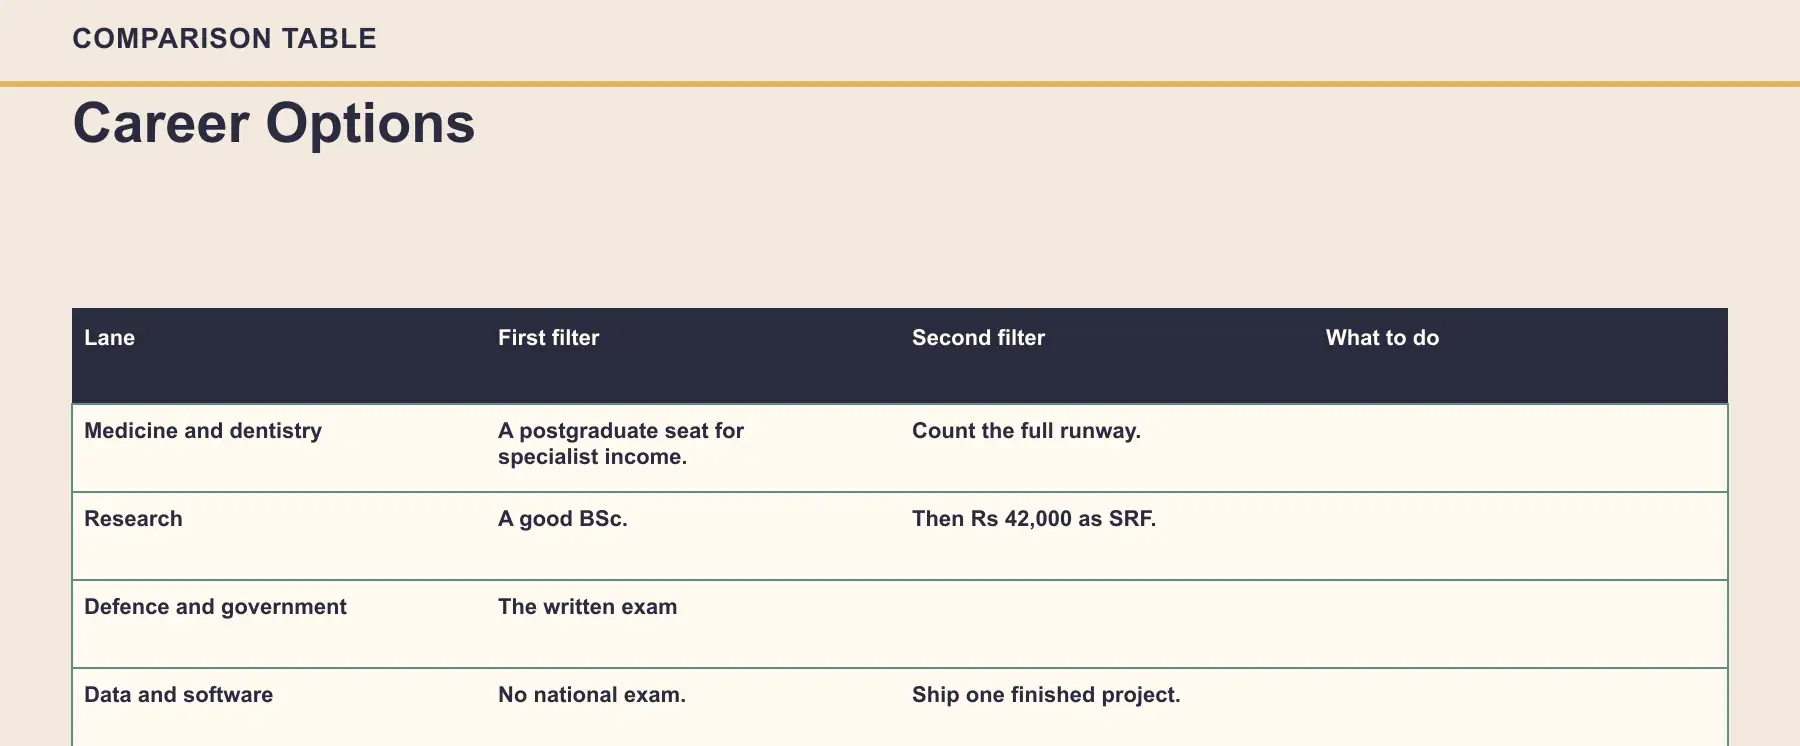 COMPARISON TABLE
Career Options
Lane First filter Second filter What to do
Medicine and dentistry A postgraduate seat for Count the full runway.
specialist income.
Research A good BSc. Then Rs 42,000 as SRF.
Defence and government The written exam
Data and software No national exam. Ship one finished project.